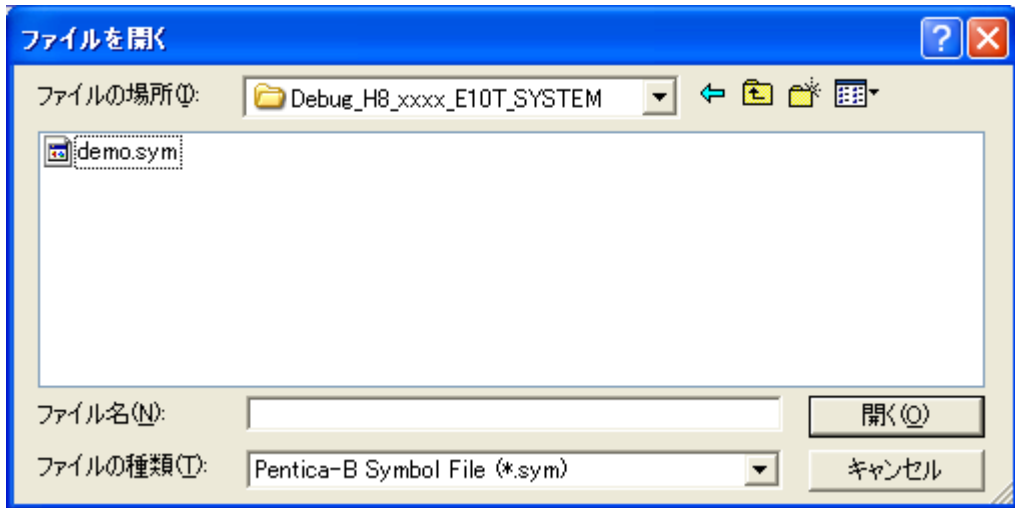 ファイルを開く
ファイルの場所(I): Debug_H8_xxxx_E10T_SYSTEM
demo.sym
ファイル名(N): 開く(O)
ファイルの種類(T): Pentica-B Symbol File (*.sym) キャンセル